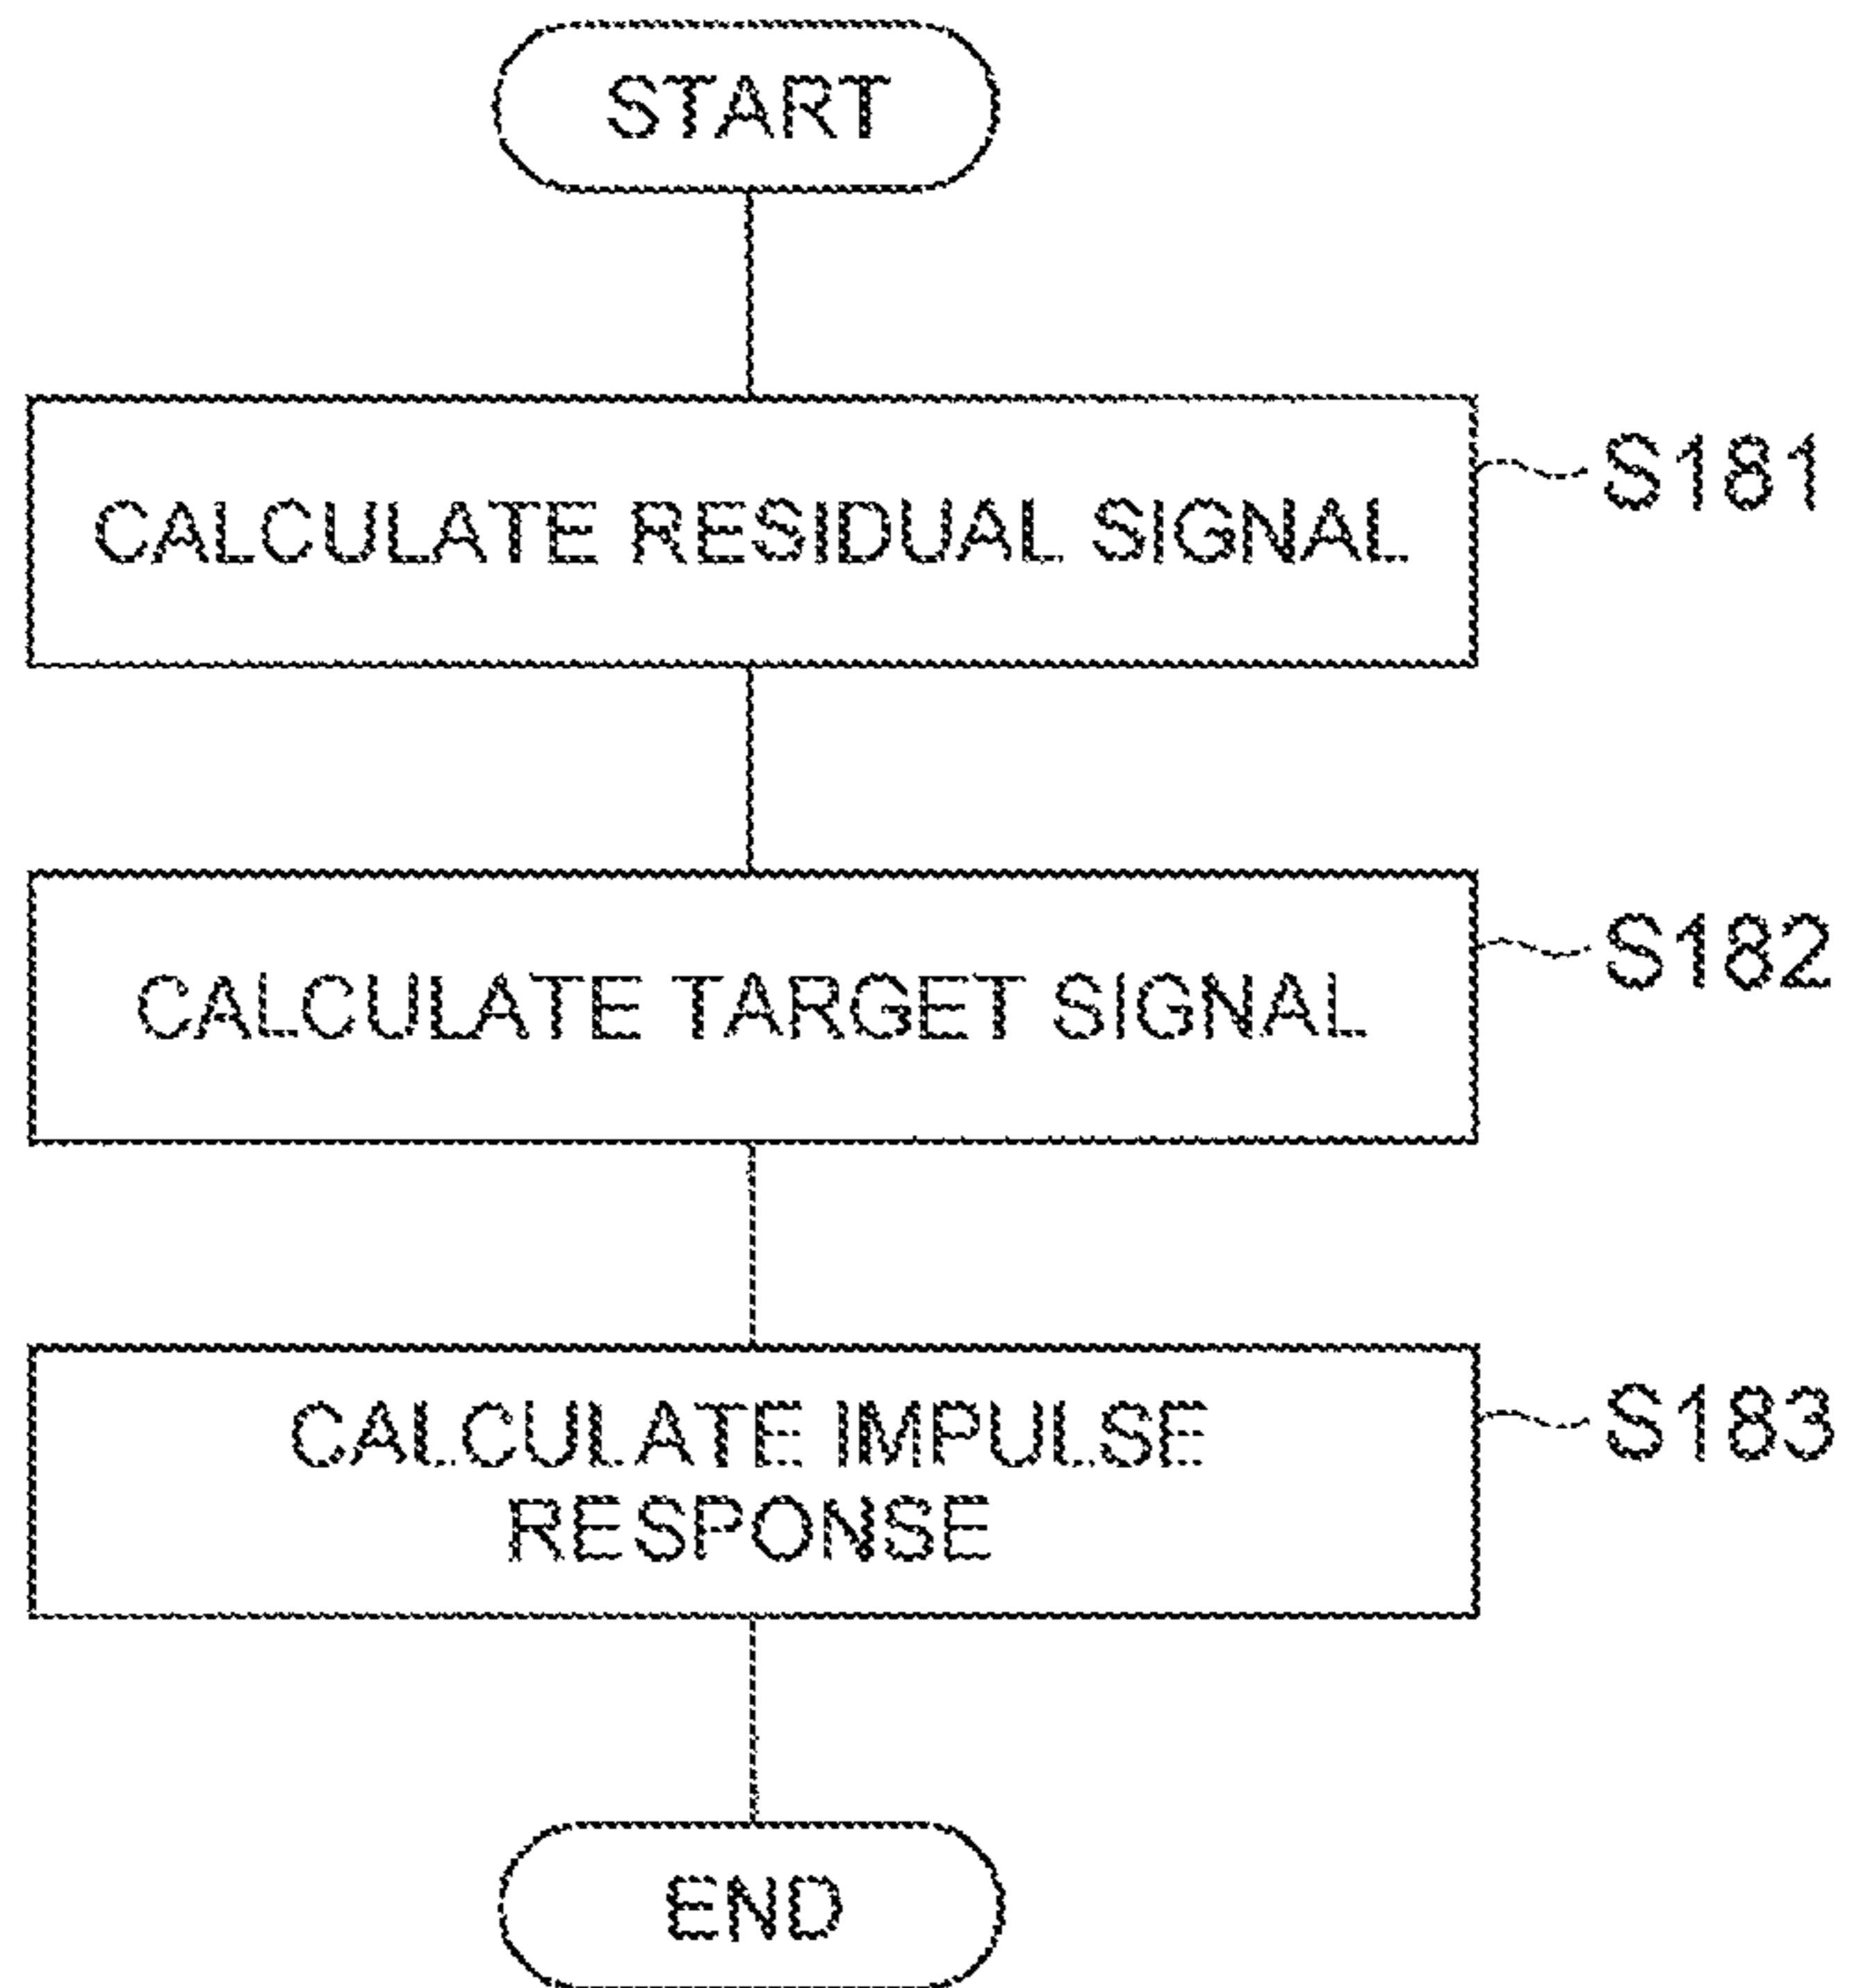 START
CALCULATE RESIDUAL SIGNAL
S181
CALCULATE TARGET SIGNAL
S182
CALCULATE IMPULSE
RESPONSE
S183
END